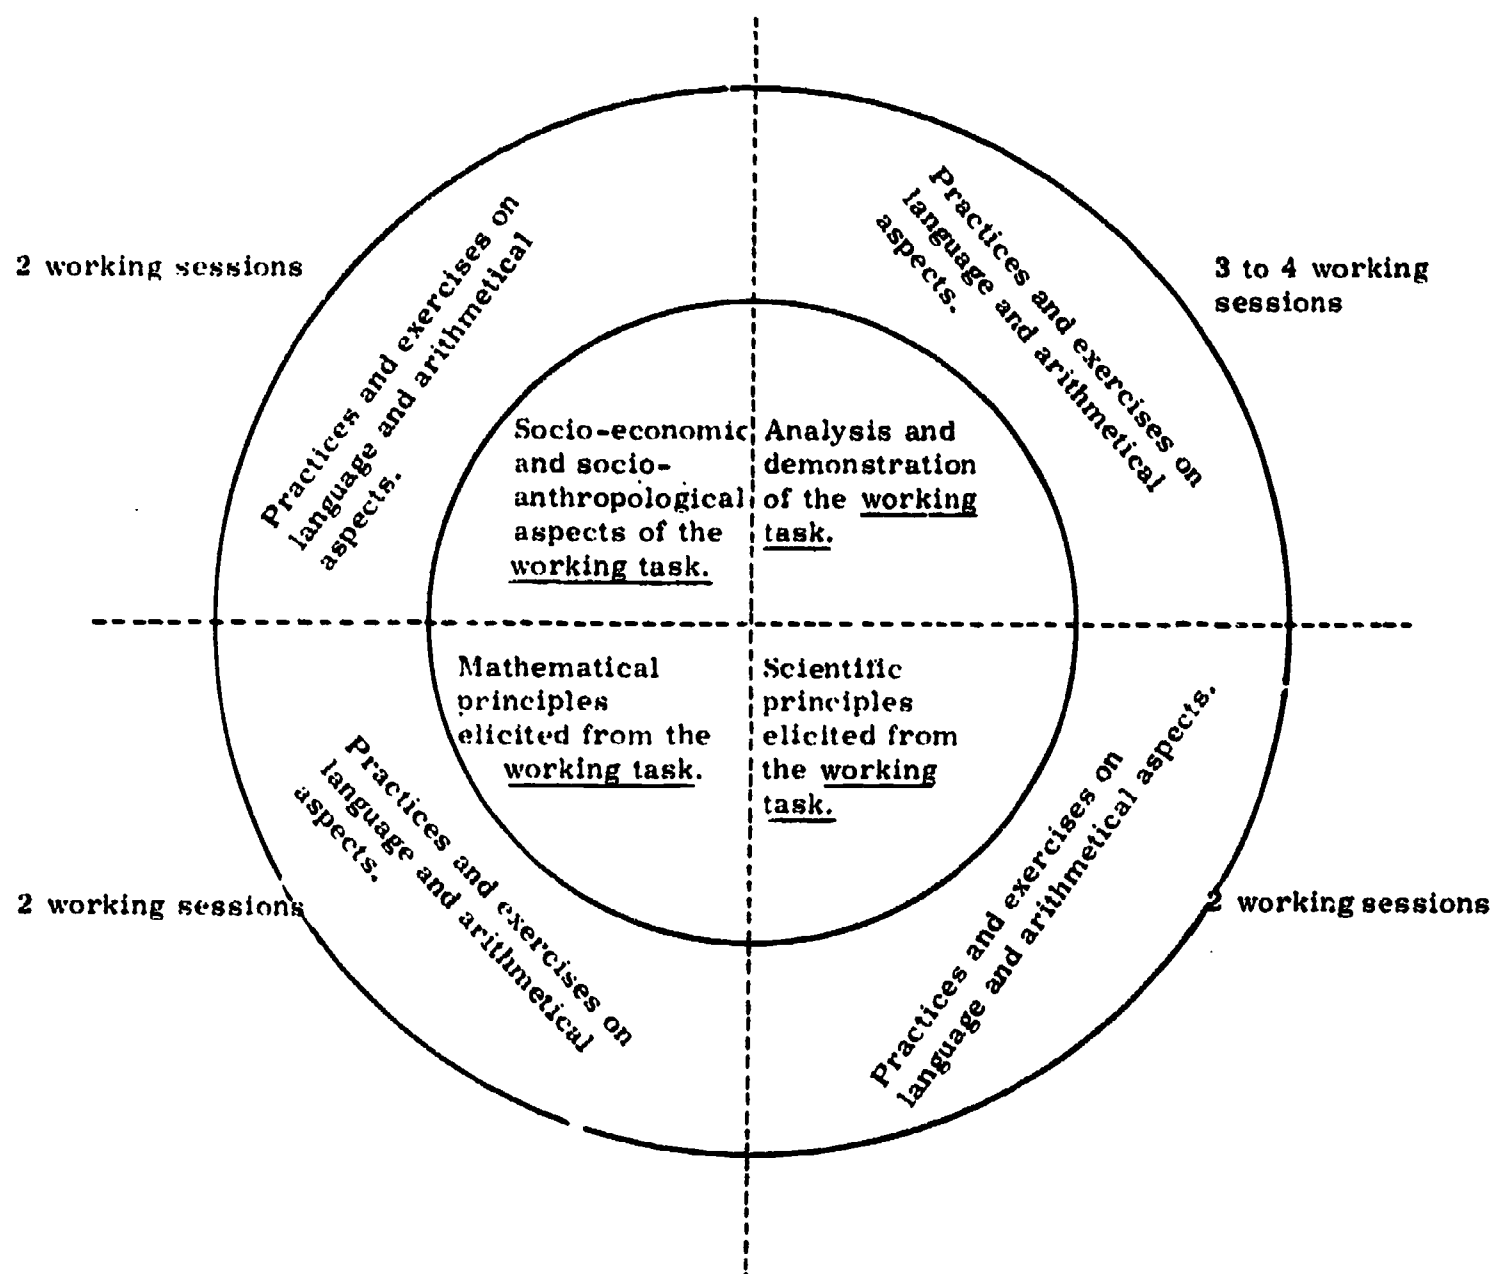 2 working sessions
Practices and exercises on
language and arithmetical
aspects.
Practices and exercises on
language and arithmetical
aspects.
3 to 4 working
sessions
Socio-economic
and socio-
anthropological
aspects of the
working task.
Analysis and
demonstration
of the working
task.
Mathematical
principles
elicited from the
working task.
Scientific
principles
elicited from
the working
task.
2 working sessions
Practices and exercises on
language and arithmetical
aspects.
Practices and exercises on
language and arithmetical aspects.
2 working sessions